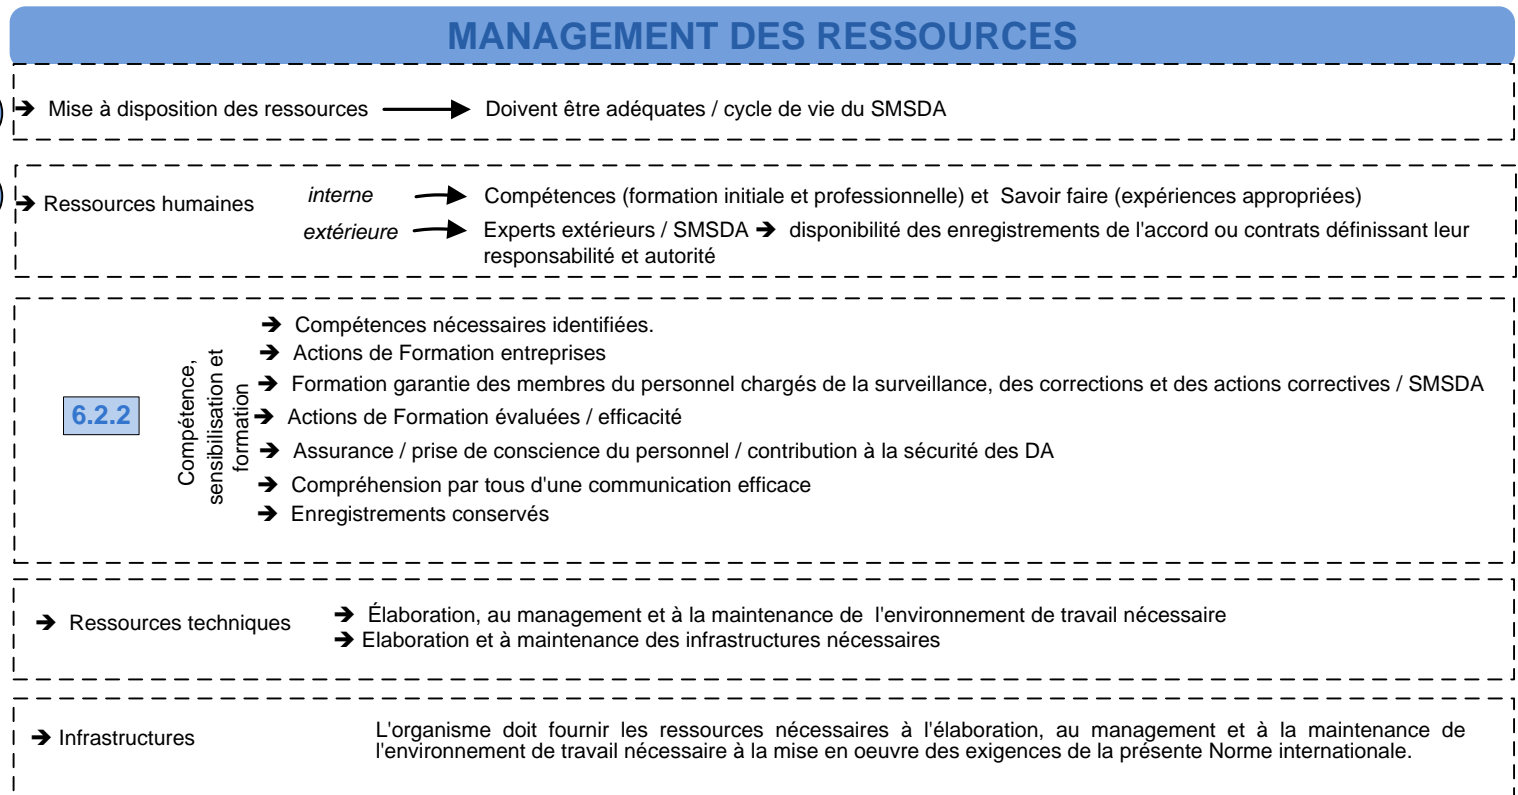 MANAGEMENT DES RESSOURCES
➔ Mise à disposition des ressources Doivent être adéquates / cycle de vie du SMSDA
➔ Ressources humaines interne Compétences (formation initiale et professionnelle) et Savoir faire (expériences appropriées)
extérieure Experts extérieurs / SMSDA ➔ disponibilité des enregistrements de l'accord ou contrats définissant leur
responsabilité et autorité
6.2.2
Compétence,
sensibilisation et
formation
➔ Compétences nécessaires identifiées.
➔ Actions de Formation entreprises
➔ Formation garantie des membres du personnel chargés de la surveillance, des corrections et des actions correctives / SMSDA
➔ Actions de Formation évaluées / efficacité
➔ Assurance / prise de conscience du personnel / contribution à la sécurité des DA
➔ Compréhension par tous d'une communication efficace
➔ Enregistrements conservés
➔ Ressources techniques
➔ Élaboration, au management et à la maintenance de l'environnement de travail nécessaire
➔ Elaboration et à maintenance des infrastructures nécessaires
➔ Infrastructures
L'organisme doit fournir les ressources nécessaires à l'élaboration, au management et à la maintenance de
l'environnement de travail nécessaire à la mise en oeuvre des exigences de la présente Norme internationale.